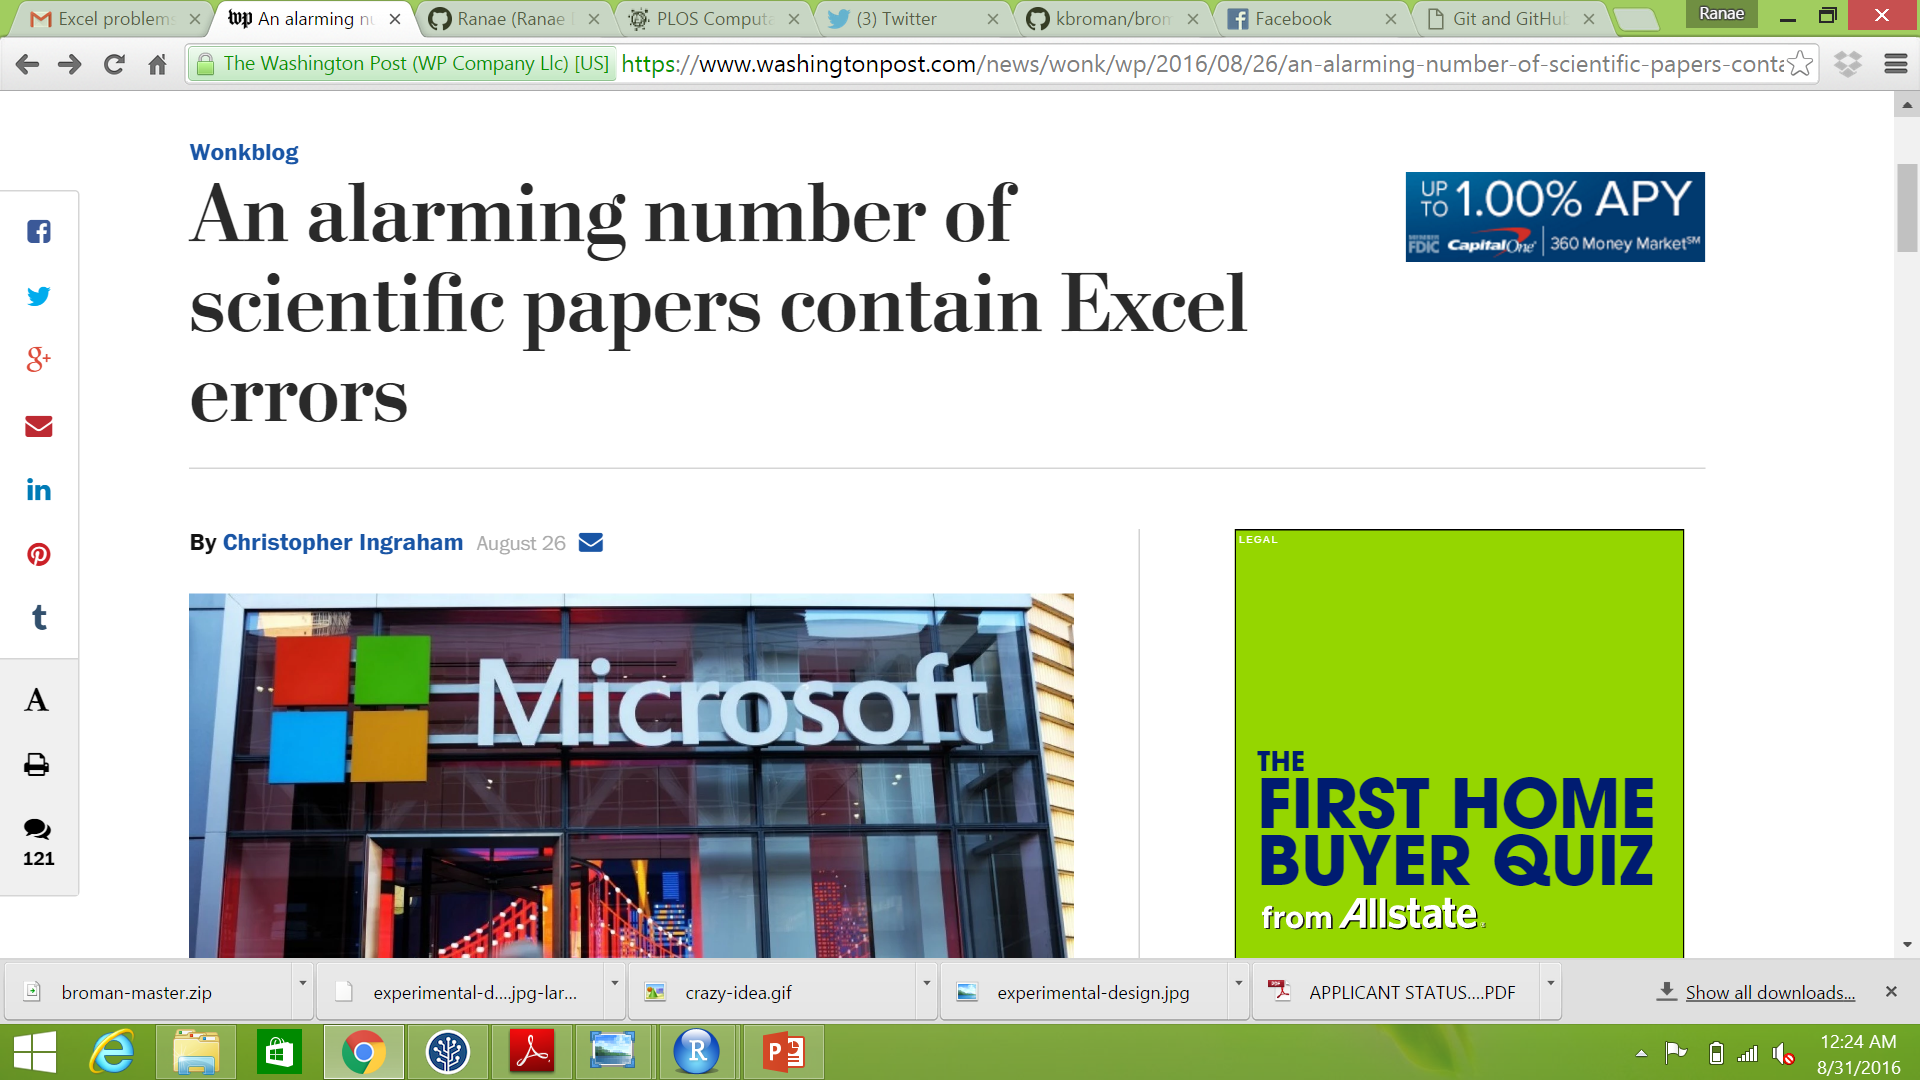 Excel problems
An alarming nu
Ranae (Ranae
PLOS Computa
(3) Twitter
kbroman/brom
Facebook
Git and GitHub
Ranae
The Washington Post (WP Company Llc) [US]
https://www.washingtonpost.com/news/wonk/wp/2016/08/26/an-alarming-number-of-scientific-papers-conta
Wonkblog
An alarming number of
scientific papers contain Excel
errors
UP TO 1.00% APY
FDIC Capital One 360 Money Market SM
By Christopher Ingraham August 26
Microsoft
LEGAL
THE
FIRST HOME
BUYER QUIZ
from Allstate
A
121
broman-master.zip
experimental-d....jpg-lar...
crazy-idea.gif
experimental-design.jpg
APPLICANT STATUS....PDF
Show all downloads...
12:24 AM
8/31/2016